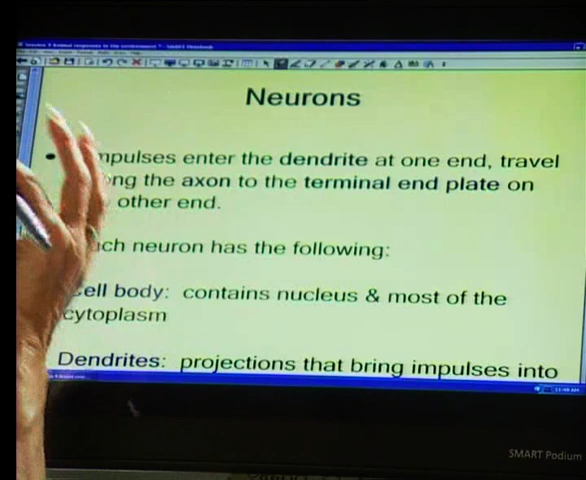 Neurons
• mpulses enter the dendrite at one end, travel
ng the axon to the terminal end plate on
other end.
ch neuron has the following:
Cell body: contains nucleus & most of the
cytoplasm
Dendrites: projections that bring impulses into
SMART Podium